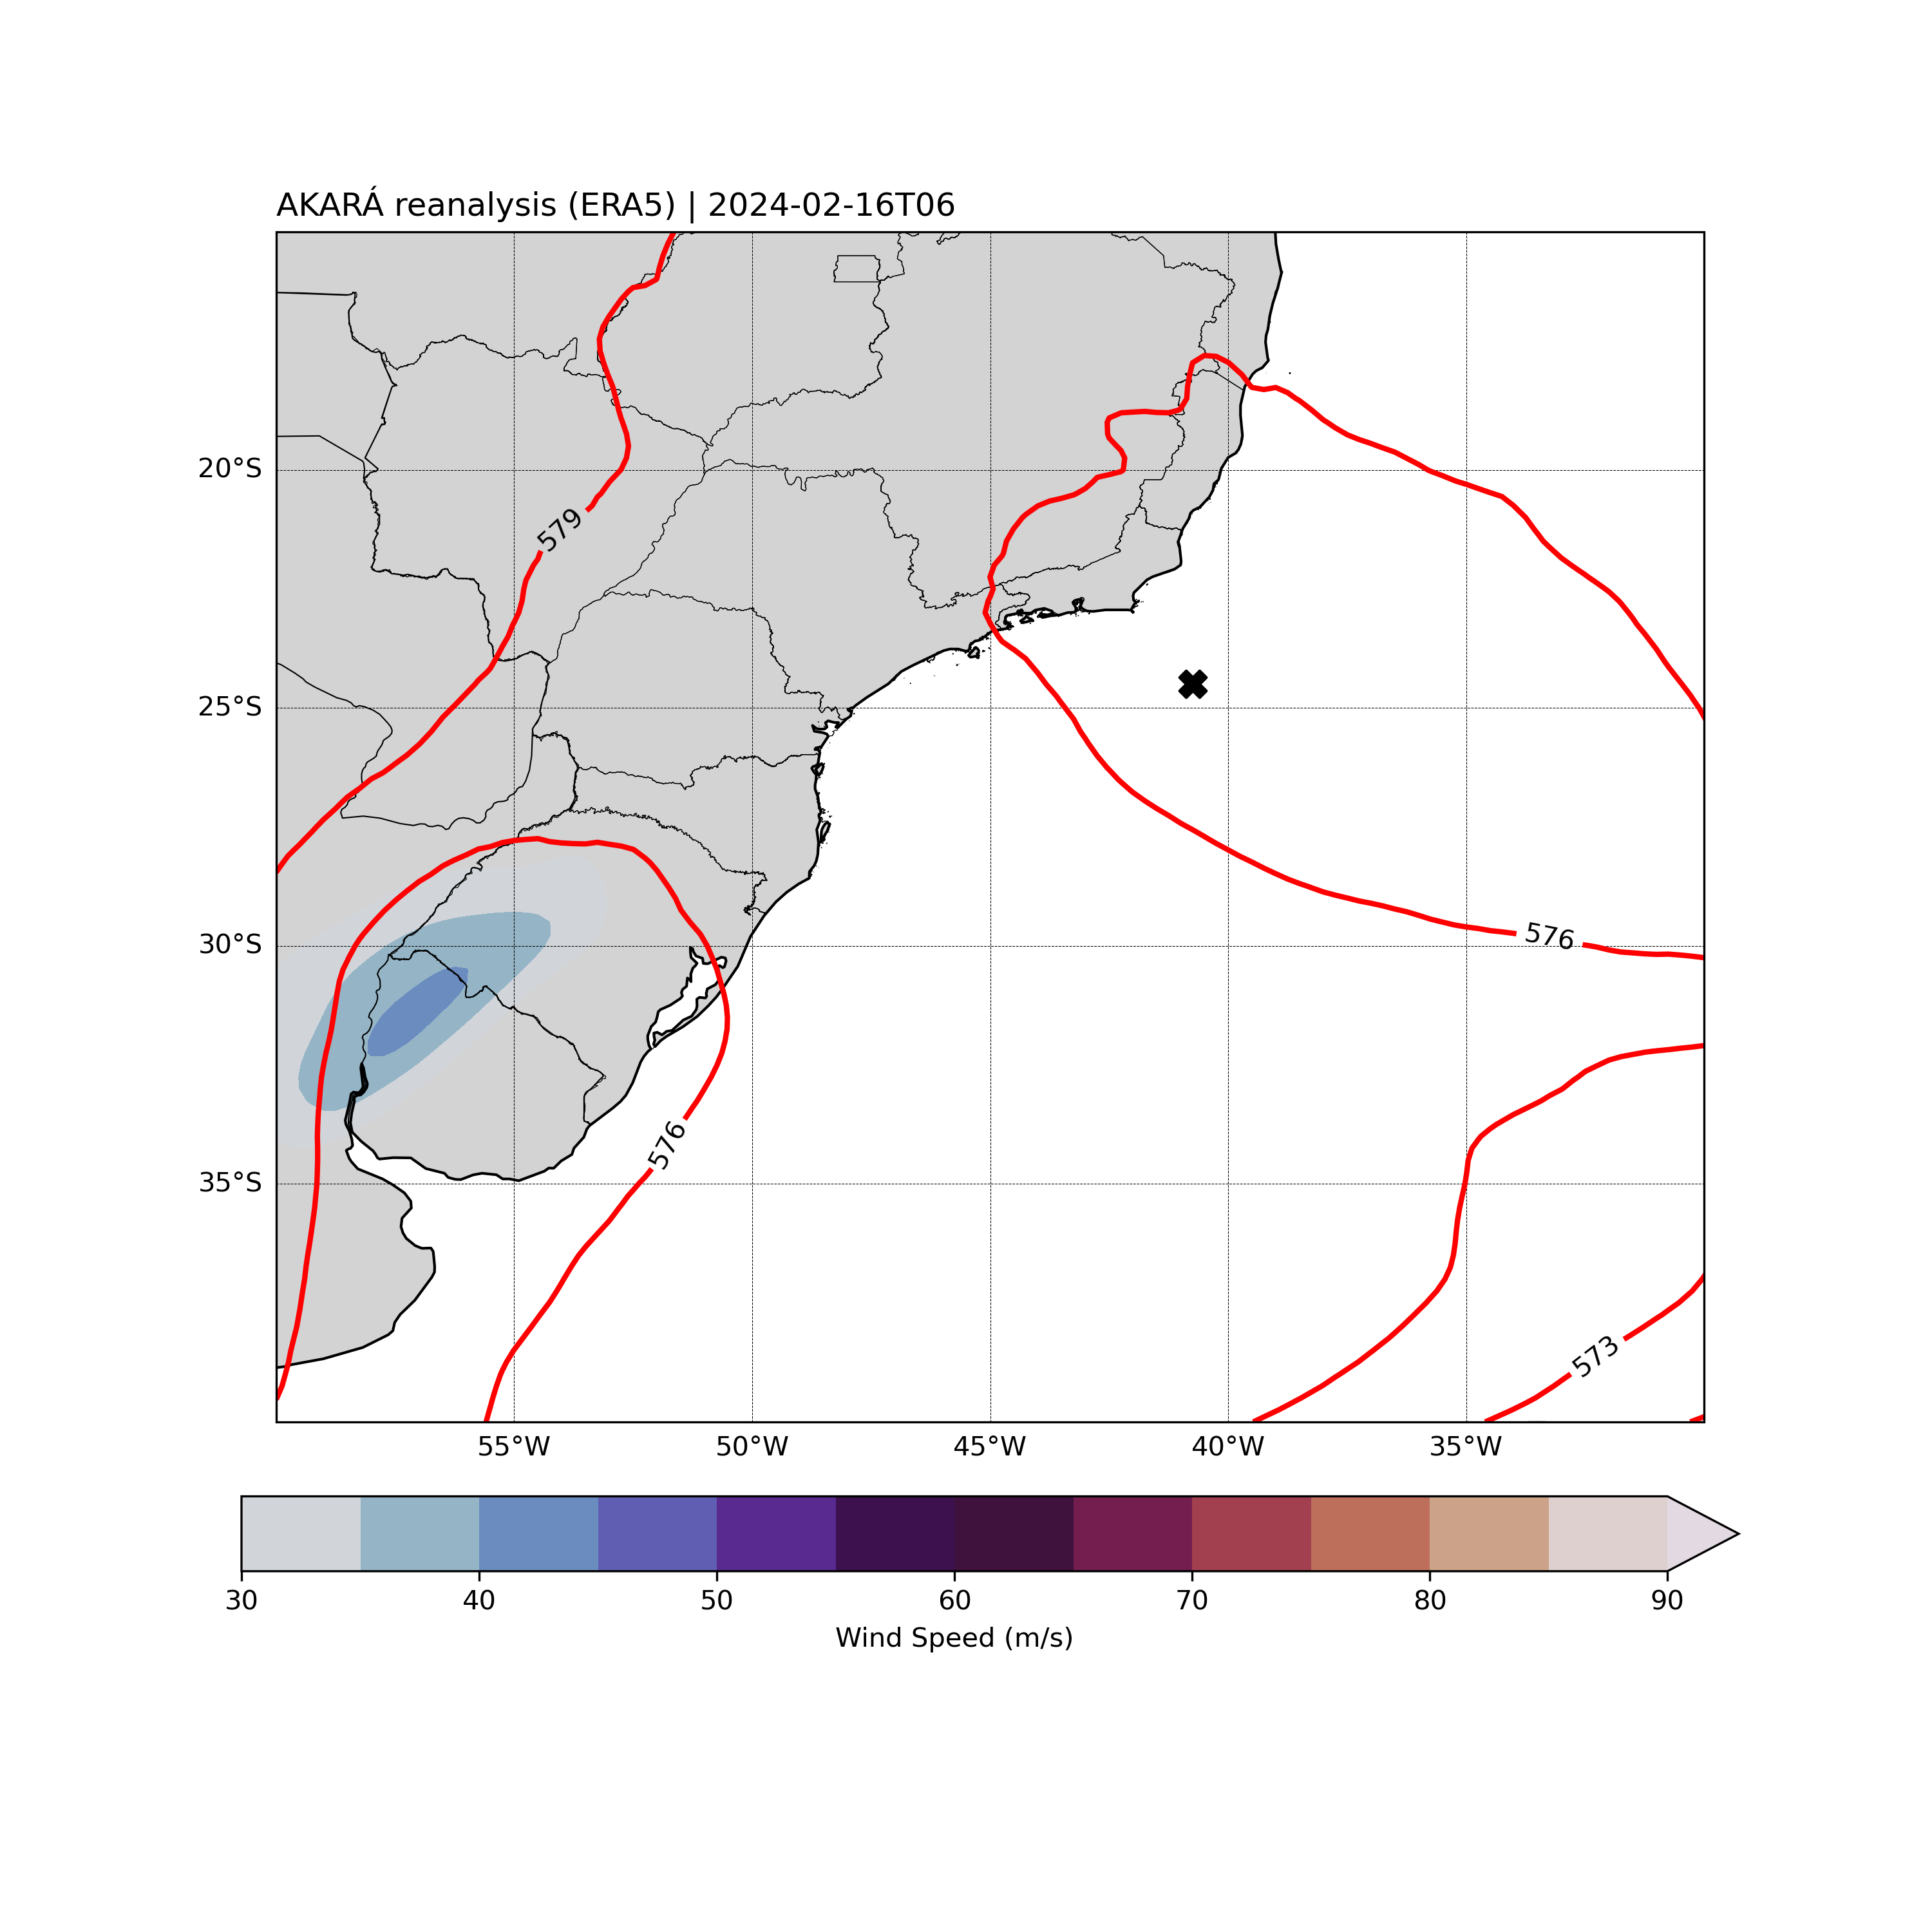 AKARÁ reanalysis (ERA5) | 2024-02-16T06
20°S
579
25°S
30°S
576
576
35°S
573
55°W 50°W 45°W 40°W 35°W
30 40 50 60 70 80 90
Wind Speed (m/s)